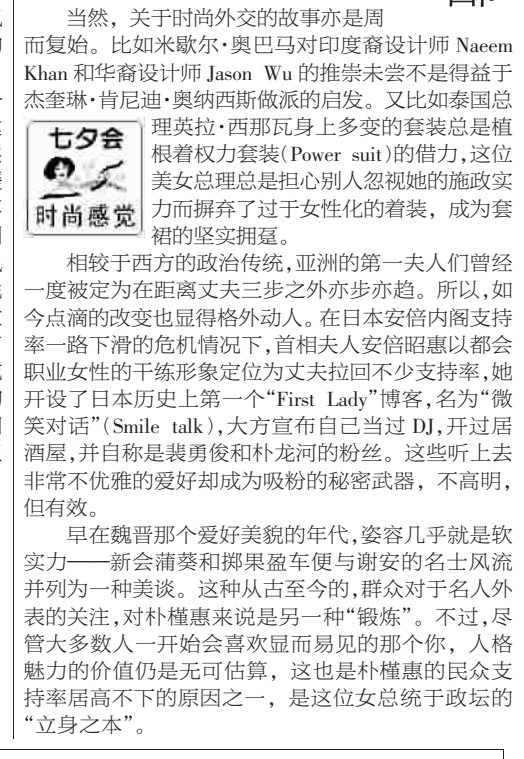 当然，关于时尚外交的故事亦是周
而复始。比如米歇尔·奥巴马对印度裔设计师 Naeem
Khan 和华裔设计师 Jason Wu 的推崇未尝不是得益于
杰奎琳·肯尼迪·奥纳西斯做派的启发。又比如泰国总
理英拉·西那瓦身上多变的套装总是植
根着权力套装(Power suit)的借力,这位
美女总理总是担心别人忽视她的施政实
力而摒弃了过于女性化的着装，成为套
裙的坚实拥趸。
七夕会
时尚感觉
相较于西方的政治传统,亚洲的第一夫人们曾经
一度被定为在距离丈夫三步之外亦步亦趋。所以,如
今点滴的改变也显得格外动人。在日本安倍内阁支持
率一路下滑的危机情况下,首相夫人安倍昭惠以都会
职业女性的干练形象定位为丈夫拉回不少支持率,她
开设了日本历史上第一个“First Lady”博客,名为“微
笑对话”(Smile talk),大方宣布自己当过 DJ,开过居
酒屋,并自称是裴勇俊和朴龙河的粉丝。这些听上去
非常不优雅的爱好却成为吸粉的秘密武器，不高明，
但有效。
早在魏晋那个爱好美貌的年代,姿容几乎就是软
实力——新会蒲葵和掷果盈车便与谢安的名士风流
并列为一种美谈。这种从古至今的,群众对于名人外
表的关注,对朴槿惠来说是另一种“锻炼”。不过,尽
管大多数人一开始会喜欢显而易见的那个你，人格
魅力的价值仍是无可估算，这也是朴槿惠的民众支
持率居高不下的原因之一，是这位女总统于政坛的
“立身之本”。